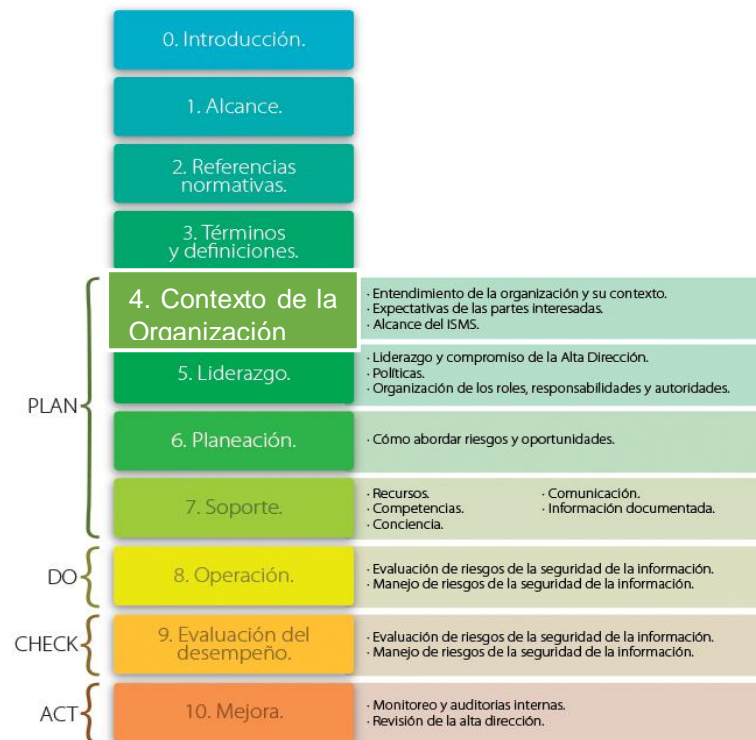 0. Introducción.
1. Alcance.
2. Referencias
normativas.
3. Términos
y definiciones.
4. Contexto de la
Organización
· Entendimiento de la organización y su contexto.
· Expectativas de las partes interesadas.
· Alcance del ISMS.
PLAN
5. Liderazgo.
· Liderazgo y compromiso de la Alta Dirección.
· Políticas.
· Organización de los roles, responsabilidades y autoridades.
6. Planeación.
· Cómo abordar riesgos y oportunidades.
7. Soporte.
· Recursos.
· Competencias.
· Conciencia.
· Comunicación.
· Información documentada.
DO
8. Operación.
· Evaluación de riesgos de la seguridad de la información.
· Manejo de riesgos de la seguridad de la información.
CHECK
9. Evaluación del
desempeño.
· Evaluación de riesgos de la seguridad de la información.
· Manejo de riesgos de la seguridad de la información.
ACT
10. Mejora.
· Monitoreo y auditorias internas.
· Revisión de la alta dirección.